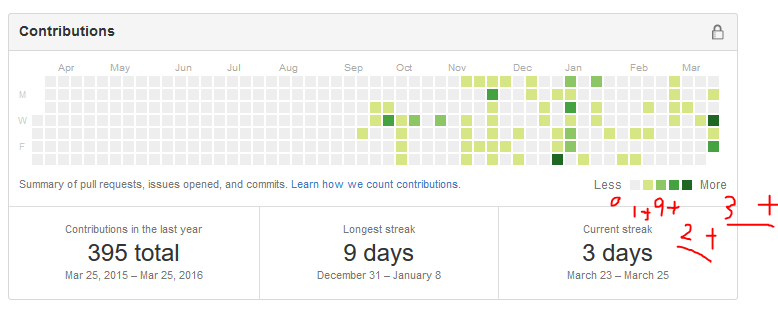 Contributions
Apr May Jun Jul Aug Sep Oct Nov Dec Jan Feb Mar
M
W
F
Summary of pull requests, issues opened, and commits. Learn how we count contributions.
Less More
0 1+9+
2+
3 +
Contributions in the last year
395 total
Mar 25, 2015 – Mar 25, 2016
Longest streak
9 days
December 31 – January 8
Current streak
3 days
March 23 – March 25